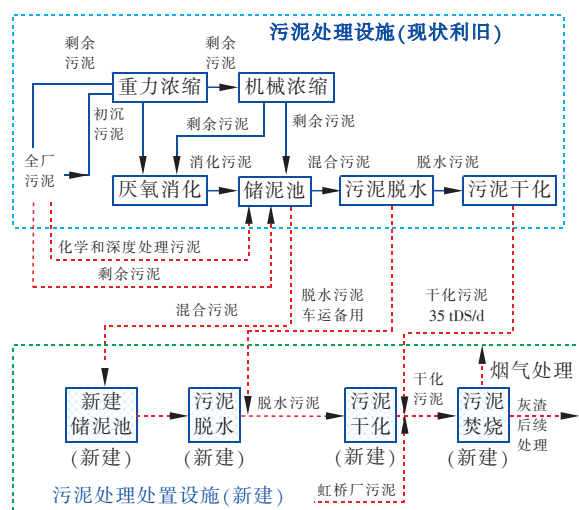 污泥处理设施(现状利旧)
剩余
污泥
剩余
污泥
重力浓缩
机械浓缩
初沉
污泥
剩余污泥
剩余污泥
全厂
污泥
消化污泥
混合污泥
脱水污泥
厌氧消化
储泥池
污泥脱水
污泥干化
化学和深度处理污泥
剩余污泥
混合污泥
脱水污泥
车运备用
干化污泥
35 tDS/d
烟气处理
新建
储泥池
(新建)
污泥
脱水
(新建)
脱水污泥
污泥
干化
(新建)
干化
污泥
污泥
焚烧
(新建)
灰渣
后续
处理
虹桥厂污泥
污泥处理处置设施(新建)